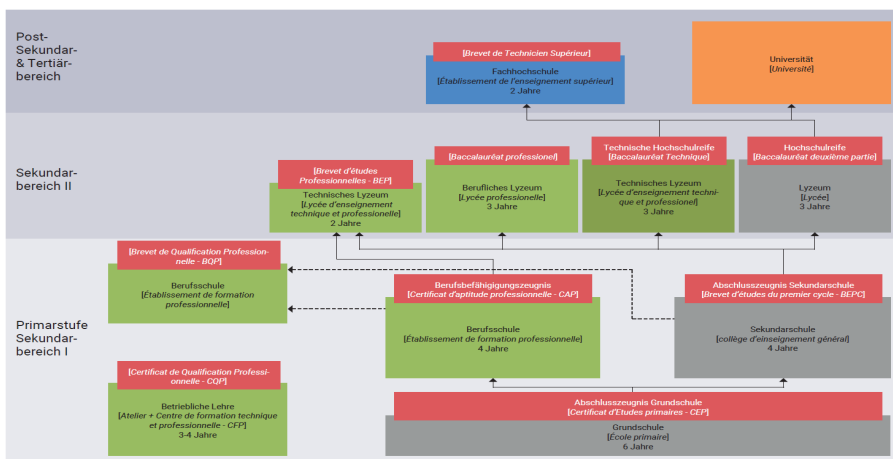 Post-
Sekundar-
& Tertiär-
bereich
[Brevet de Technicien Supérieur]
Fachhochschule
[Établissement de l'enseignement supérieur]
2 Jahre
Universität
[Université]
Sekundar-
bereich II
[Brevet d'études
Professionnelles - BEP]
Technisches Lyzeum
[Lycée d'enseignement
technique et professionelle]
2 Jahre
[Baccalauréat professionel]
Berufliches Lyzeum
[Lycée professionelle]
3 Jahre
Technische Hochschulreife
[Baccalauréat Technique]
Technisches Lyzeum
[Lycée d'enseignement techni-
que et professionel]
3 Jahre
Hochschulreife
[Baccalauréat deuxième partie]
Lyzeum
[Lycée]
3 Jahre
Primarstufe
Sekundar-
bereich I
[Brevet de Qualification Profession-
nelle - BQP]
Berufsschule
[Établissement de formation
professionnelle]
Berufsbefähigigungszeugnis
[Certificat d'aptitude professionnelle - CAP]
Berufsschule
[Établissement de formation professionnelle]
4 Jahre
Abschlusszeugnis Sekundarschule
[Brevet d'études du premier cycle - BEPC]
Sekundarschule
[collège d'einseignement général]
4 Jahre
[Certificat de Qualification Professi-
onnelle - CQP]
Betriebliche Lehre
[Atelier + Centre de formation technique
et professionnelle - CFP]
3-4 Jahre
Abschlusszeugnis Grundschule
[Certificat d'Etudes primaires - CEP]
Grundschule
[École primaire]
6 Jahre